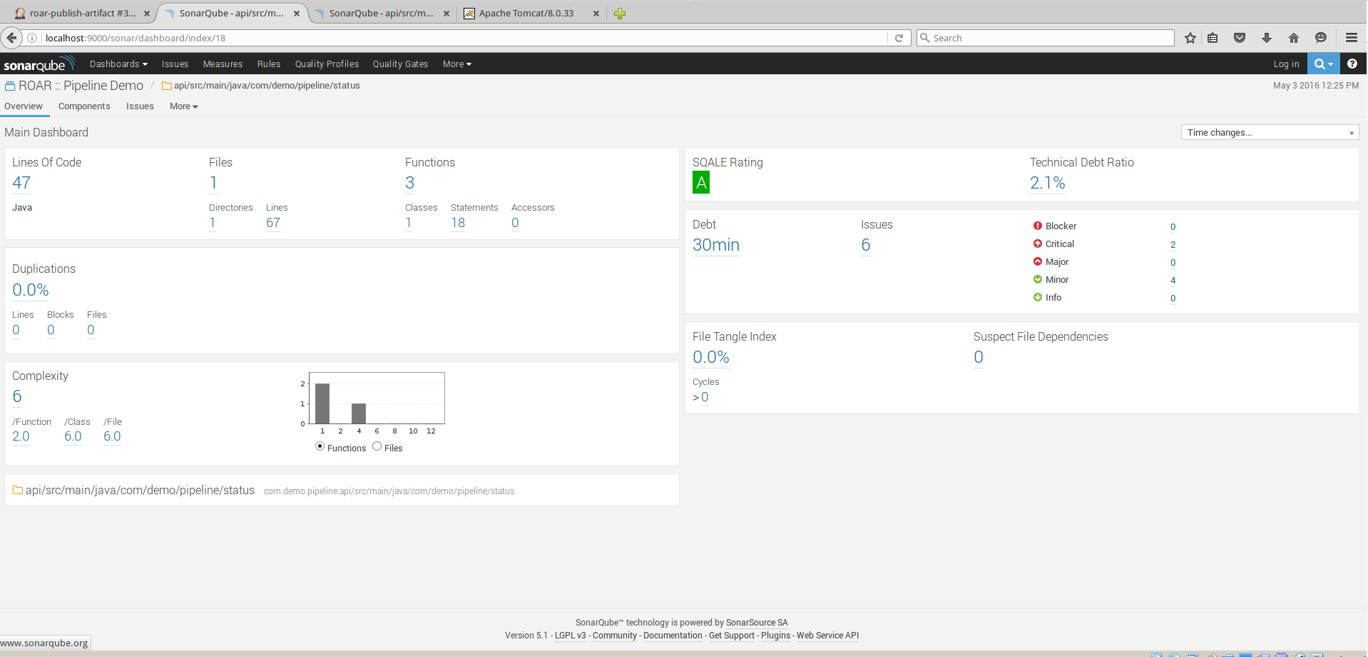 roar-publish-artifact #3...
SonarQube - api/src/m...
SonarQube - api/src/m...
Apache Tomcat/8.0.33
localhost:9000/sonar/dashboard/index/18
Search
sonarqube
Dashboards
Issues
Measures
Rules
Quality Profiles
Quality Gates
More
Log in
ROAR :: Pipeline Demo / api/src/main/java/com/demo/pipeline/status
May 3 2016 12:25 PM
Overview
Components
Issues
More
Main Dashboard
Time changes...
Lines Of Code
47
Java
Files
1
Directories
1
Lines
67
Functions
3
Classes
1
Statements
18
Accessors
0
Duplications
0.0%
Lines
0
Blocks
0
Files
0
Complexity
6
/Function
2.0
/Class
6.0
/File
6.0
2
1
0
1 2 4 6 8 10 12
Functions Files
api/src/main/java/com/demo/pipeline/status com.demo.pipeline:api/src/main/java/com/demo/pipeline/status
SQALE Rating
A
Technical Debt Ratio
2.1%
Debt
30min
Issues
6
Blocker 0
Critical 2
Major 0
Minor 4
Info 0
File Tangle Index
0.0%
Cycles
> 0
Suspect File Dependencies
0
SonarQube™ technology is powered by SonarSource SA
Version 5.1 - LGPL v3 - Community - Documentation - Get Support - Plugins - Web Service API
www.sonarqube.org